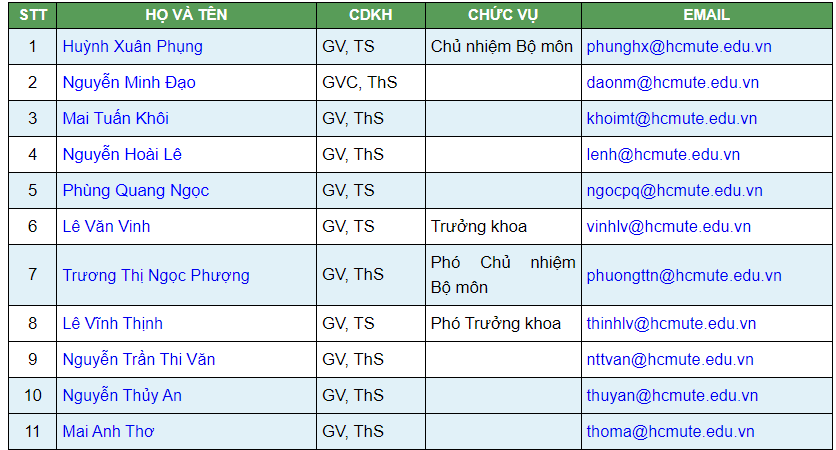 STT HỌ VÀ TÊN CDKH CHỨC VỤ EMAIL
1 Huỳnh Xuân Phụng GV, TS Chủ nhiệm Bộ môn phunghx@hcmute.edu.vn
2 Nguyễn Minh Đạo GVC, ThS daonm@hcmute.edu.vn
3 Mai Tuấn Khôi GV, ThS khoimt@hcmute.edu.vn
4 Nguyễn Hoài Lê GV, ThS lenh@hcmute.edu.vn
5 Phùng Quang Ngọc GV, TS ngocpq@hcmute.edu.vn
6 Lê Văn Vinh GV, TS Trưởng khoa vinhlv@hcmute.edu.vn
7 Trương Thị Ngọc Phượng GV, ThS Phó Chủ nhiệm
Bộ môn phuongttn@hcmute.edu.vn
8 Lê Vĩnh Thịnh GV, TS Phó Trưởng khoa thinhlv@hcmute.edu.vn
9 Nguyễn Trần Thi Văn GV, ThS nttvan@hcmute.edu.vn
10 Nguyễn Thủy An GV, ThS thuyan@hcmute.edu.vn
11 Mai Anh Thơ GV, ThS thoma@hcmute.edu.vn